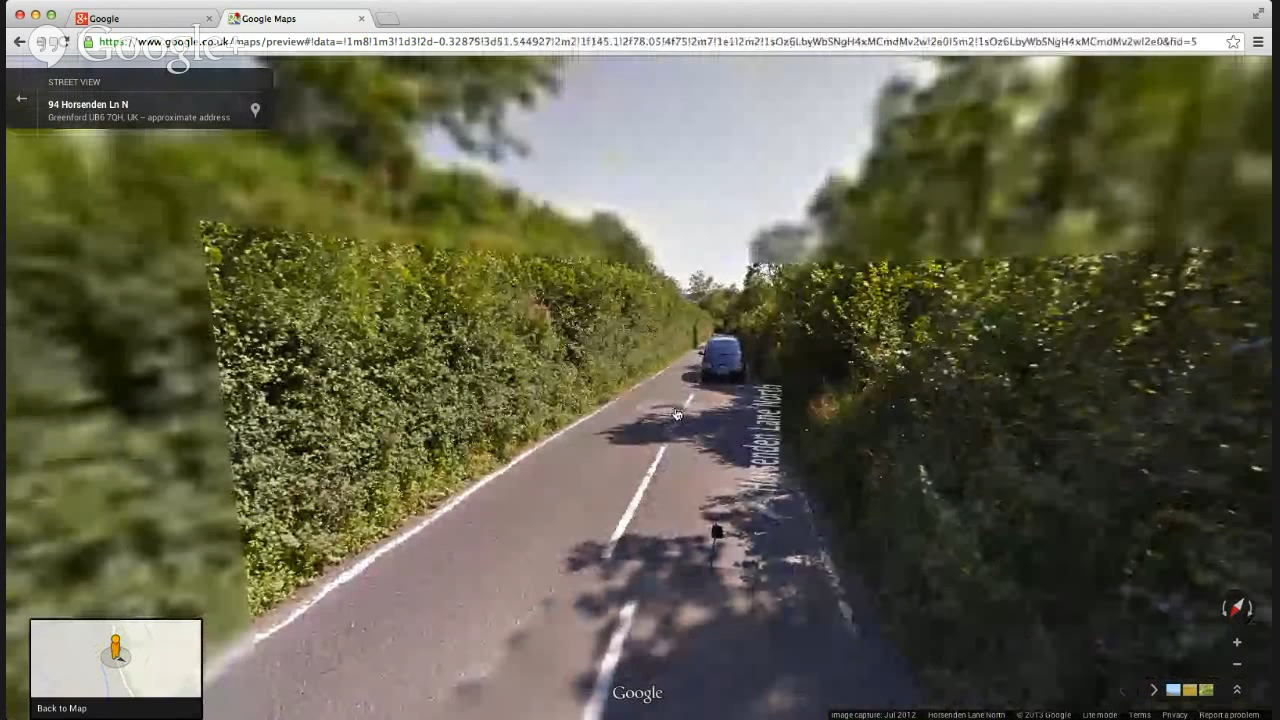 Google
Google Maps
Google+
STREET VIEW
94 Horsenden Ln N
Greenford UB6 7QH, UK – approximate address
Horsenden Lane North
Back to Map
Google
Image capture: Jul 2012 Horsenden Lane North © 2013 Google Lite mode Terms Privacy Report a problem